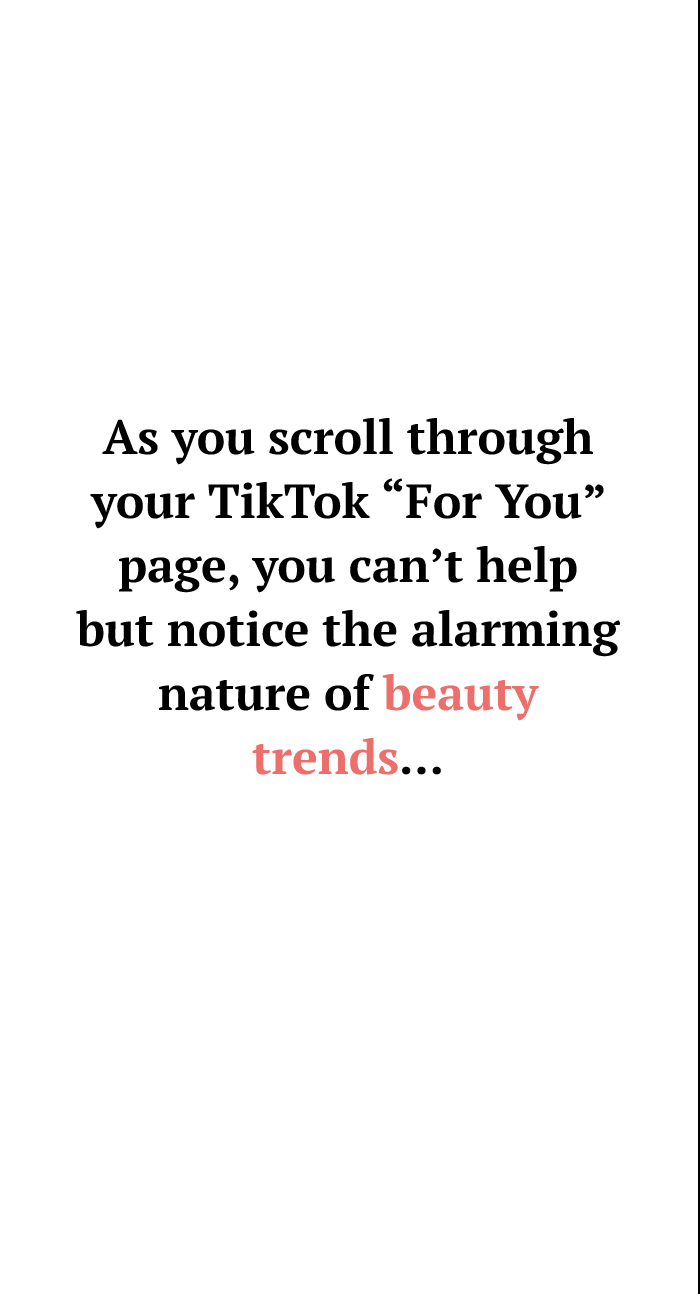 As you scroll through
your TikTok “For You”
page, you can’t help
but notice the alarming
nature of beauty
trends...